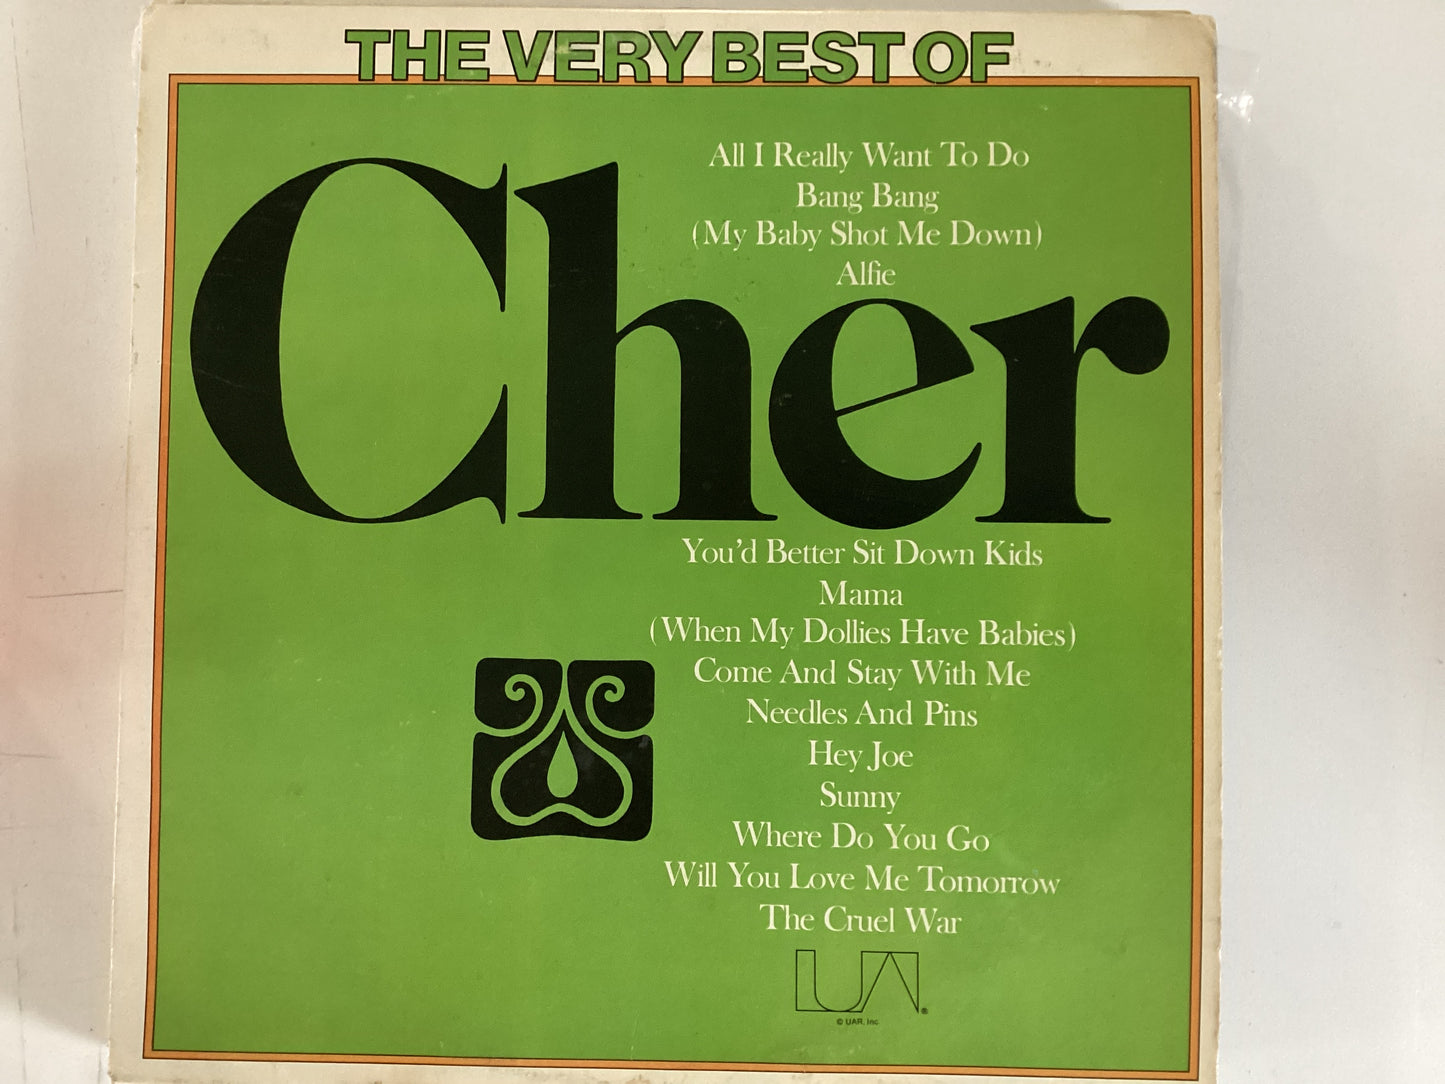 THE VERY BEST OF
All I Really Want To Do
Bang Bang
(My Baby Shot Me Down)
Alfie
Cher
You'd Better Sit Down Kids
Mama
(When My Dollies Have Babies)
Come And Stay With Me
Needles And Pins
Hey Joe
Sunny
Where Do You Go
Will You Love Me Tomorrow
The Cruel War
UA®
© UAR, Inc